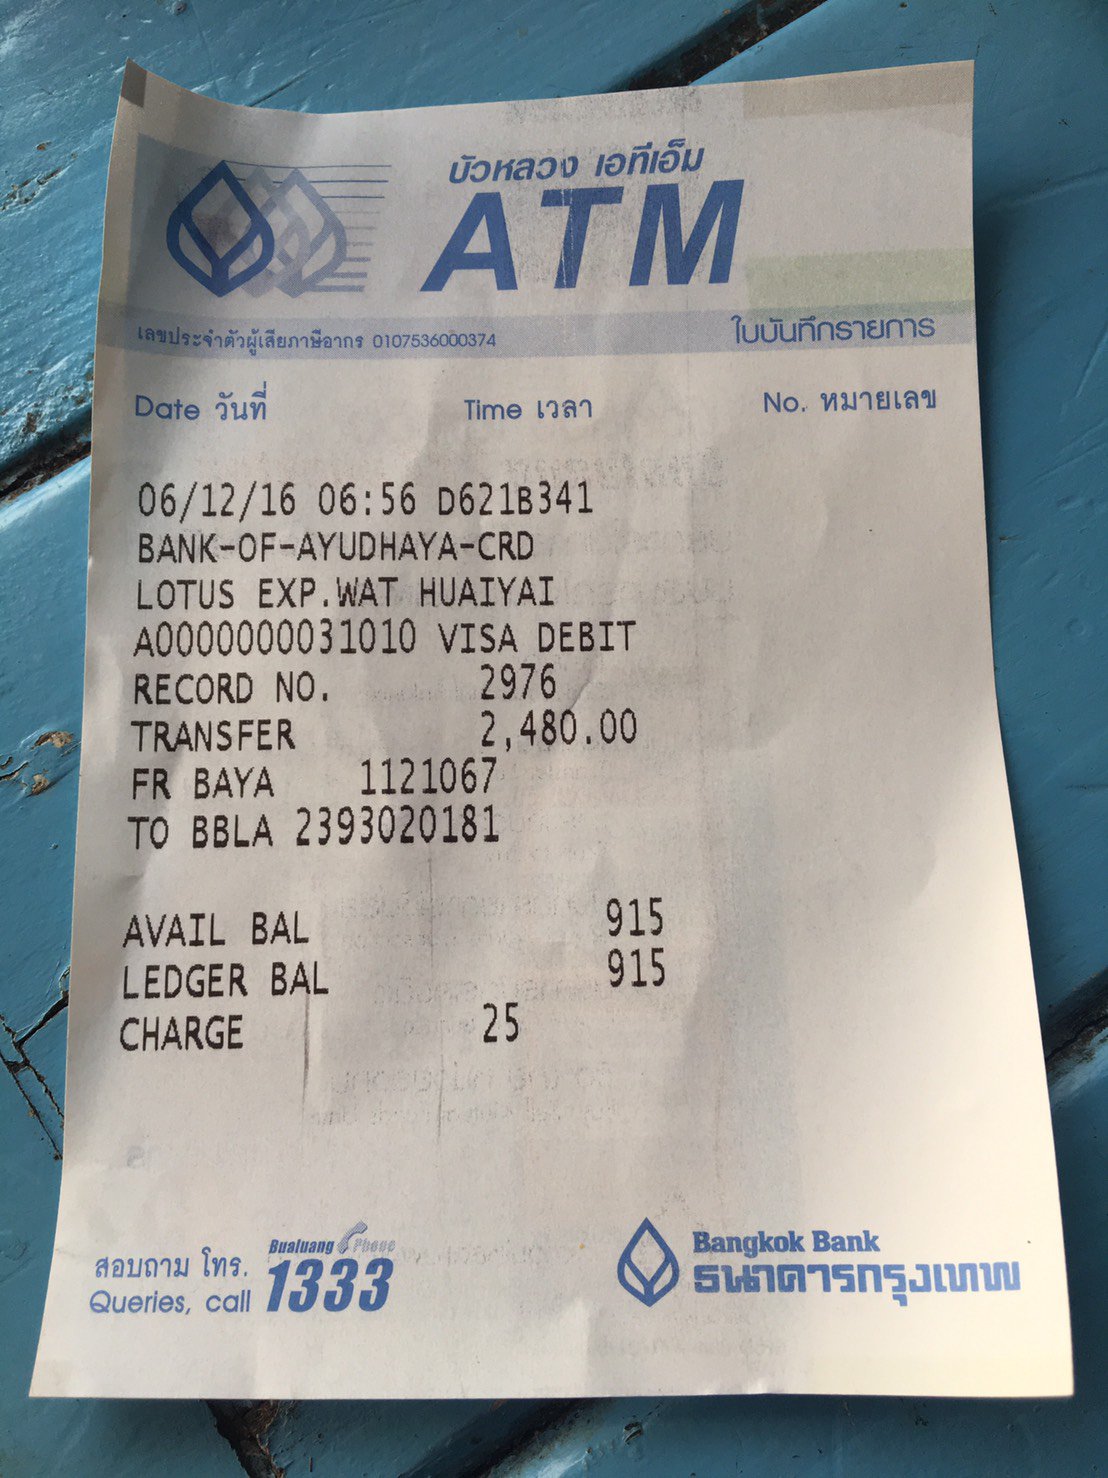 บัวหลวง เอทีเอ็ม
ATM
เลขประจำตัวผู้เสียภาษีอากร 0107536000374 ใบบันทึกรายการ
Date วันที่ Time เวลา No. หมายเลข
06/12/16 06:56 D621B341
BANK-OF-AYUDHAYA-CRD
LOTUS EXP.WAT HUAIYAI
A0000000031010 VISA DEBIT
RECORD NO. 2976
TRANSFER 2,480.00
FR BAYA 1121067
TO BBLA 2393020181
AVAIL BAL 915
LEDGER BAL 915
CHARGE 25
สอบถาม โทร. Bualuang Phone
Queries, call 1333
Bangkok Bank
ธนาคารกรุงเทพ